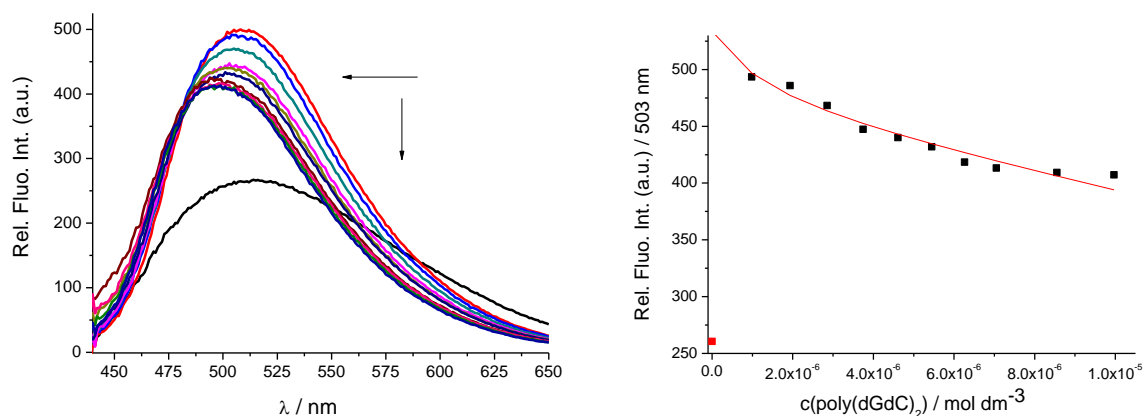 Rel. Fluo. Int. (a.u.)
500
400
300
200
100
0
450 475 500 525 550 575 600 625 650
λ / nm
Rel. Fluo. Int. (a.u.) / 503 nm
500
450
400
350
300
250
0.0 2.0x10⁻⁶ 4.0x10⁻⁶ 6.0x10⁻⁶ 8.0x10⁻⁶ 1.0x10⁻⁵
c(poly(dGdC)₂) / mol dm⁻³